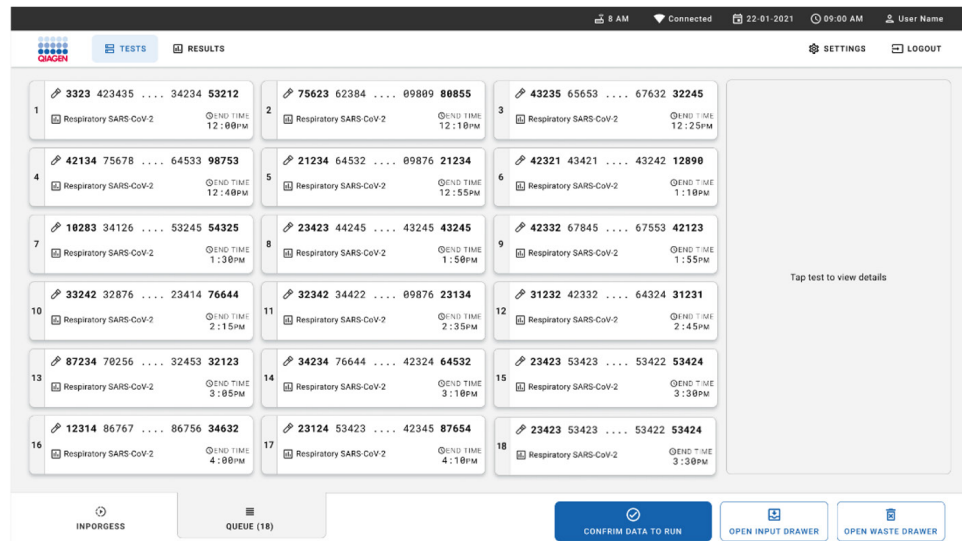 8 AM Connected 22-01-2021 09:00 AM User Name
QIAGEN TESTS RESULTS SETTINGS LOGOUT
1 3323 423435 .... 34234 53212
Respiratory SARS-CoV-2 END TIME 12:00PM
2 75623 62384 .... 09809 80855
Respiratory SARS-CoV-2 END TIME 12:10PM
3 43235 65653 .... 67632 32245
Respiratory SARS-CoV-2 END TIME 12:25PM
4 42134 75678 .... 64533 98753
Respiratory SARS-CoV-2 END TIME 12:40PM
5 21234 64532 .... 09876 21234
Respiratory SARS-CoV-2 END TIME 12:55PM
6 42321 43421 .... 43242 12890
Respiratory SARS-CoV-2 END TIME 1:10PM
7 10283 34126 .... 53245 54325
Respiratory SARS-CoV-2 END TIME 1:30PM
8 23423 44245 .... 43245 43245
Respiratory SARS-CoV-2 END TIME 1:50PM
9 42332 67845 .... 67553 42123
Respiratory SARS-CoV-2 END TIME 1:55PM
10 33242 32876 .... 23414 76644
Respiratory SARS-CoV-2 END TIME 2:15PM
11 32342 34422 .... 09876 23134
Respiratory SARS-CoV-2 END TIME 2:35PM
12 31232 42332 .... 64324 31231
Respiratory SARS-CoV-2 END TIME 2:45PM
13 87234 70256 .... 32453 32123
Respiratory SARS-CoV-2 END TIME 3:05PM
14 34234 76644 .... 42324 64532
Respiratory SARS-CoV-2 END TIME 3:10PM
15 23423 53423 .... 53422 53424
Respiratory SARS-CoV-2 END TIME 3:30PM
16 12314 86767 .... 86756 34632
Respiratory SARS-CoV-2 END TIME 4:00PM
17 23124 53423 .... 42345 87654
Respiratory SARS-CoV-2 END TIME 4:10PM
18 23423 53423 .... 53422 53424
Respiratory SARS-CoV-2 END TIME 3:30PM
Tap test to view details
INPORGESS QUEUE (18) CONFRIM DATA TO RUN OPEN INPUT DRAWER OPEN WASTE DRAWER